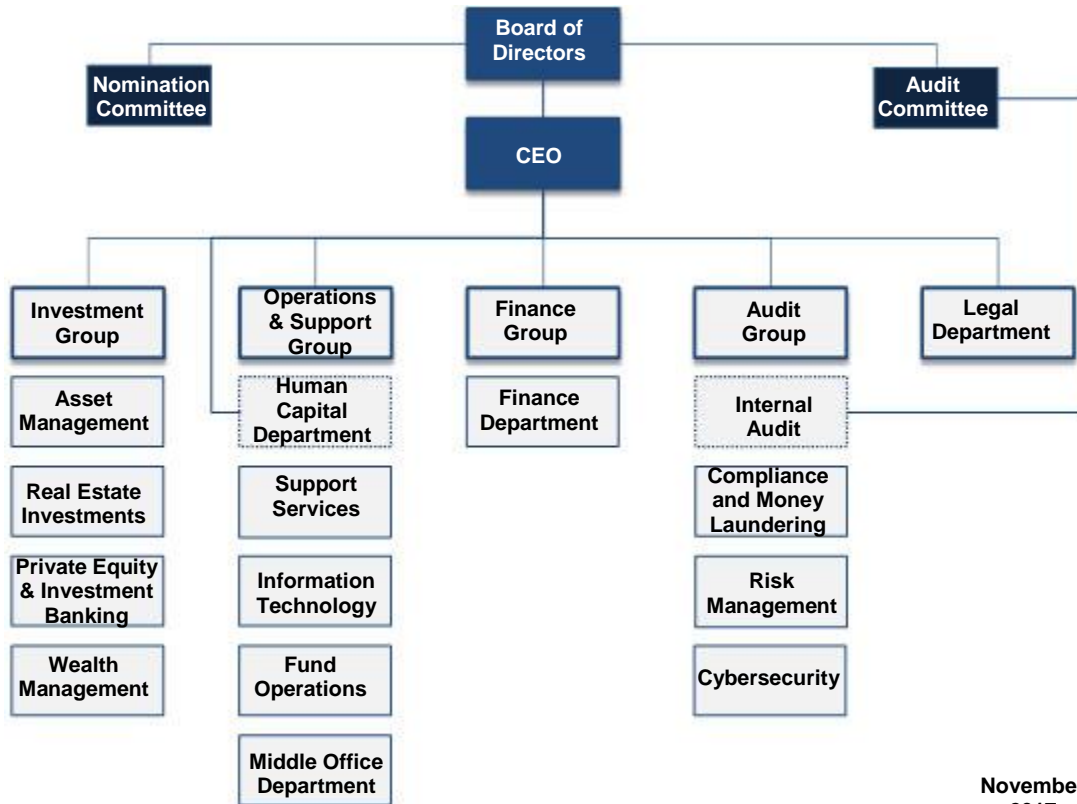 Board of
Directors
Nomination
Committee
Audit
Committee
CEO
Investment
Group
Operations
& Support
Group
Finance
Group
Audit
Group
Legal
Department
Asset
Management
Human
Capital
Department
Finance
Department
Internal
Audit
Real Estate
Investments
Support
Services
Compliance
and Money
Laundering
Private Equity
& Investment
Banking
Information
Technology
Risk
Management
Wealth
Management
Fund
Operations
Cybersecurity
Middle Office
Department
November